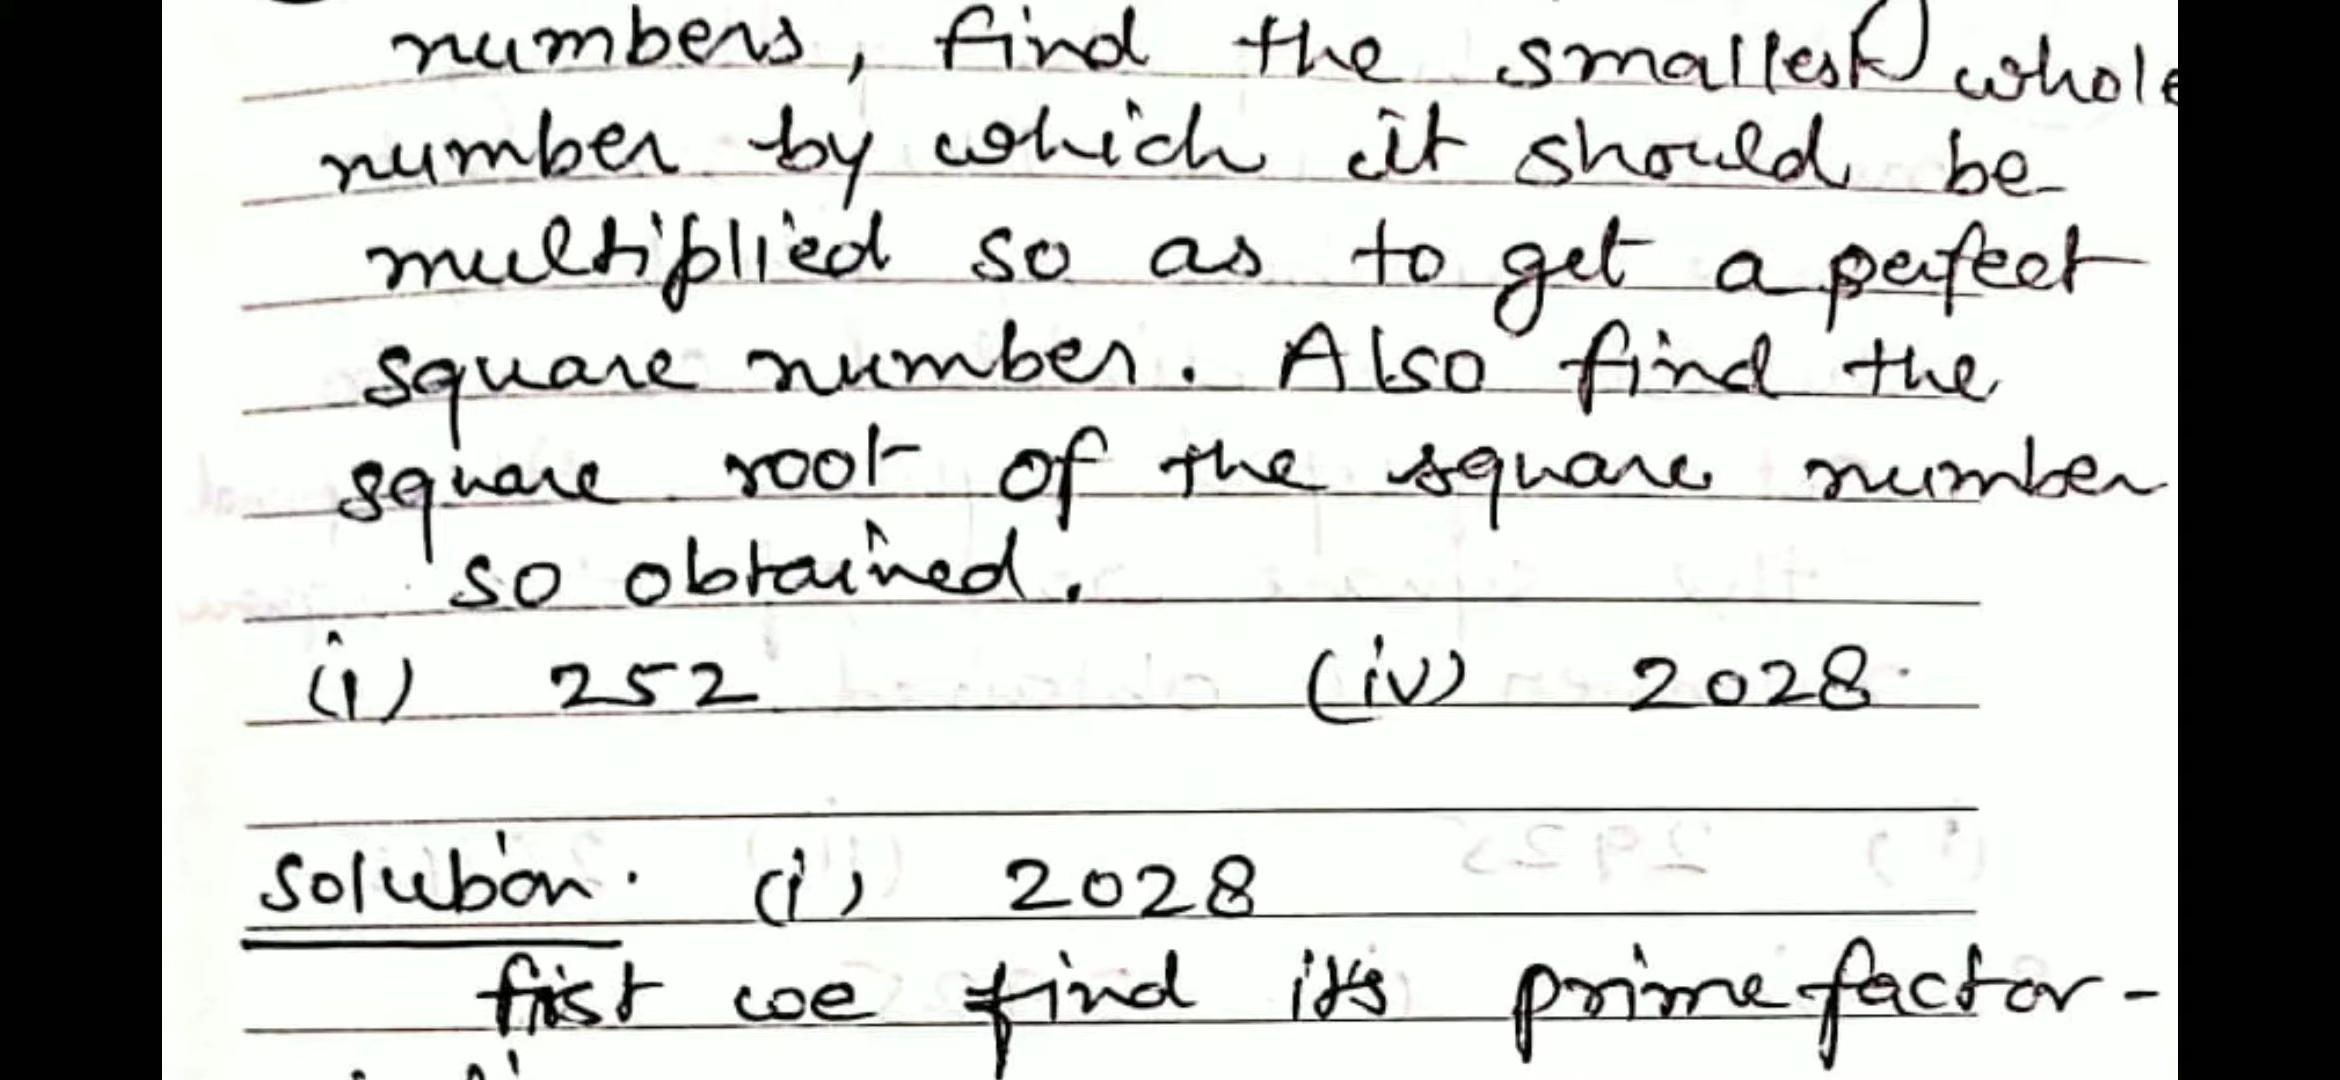 numbers, find the smallest whole
number by which it should be
multiplied so as to get a perfect
square number. Also find the
square root of the square number
so obtained.
(i) 252 (iv) 2028
Solution. (i) 2028
first we find it's prime factor-